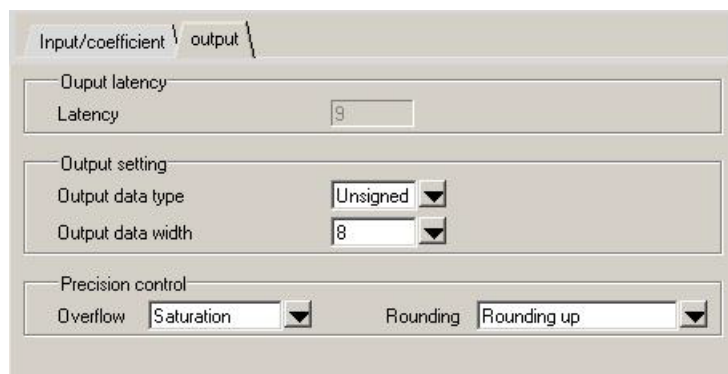 Input/coefficient output
Ouput latency
Latency 9
Output setting
Output data type Unsigned
Output data width 8
Precision control
Overflow Saturation Rounding Rounding up